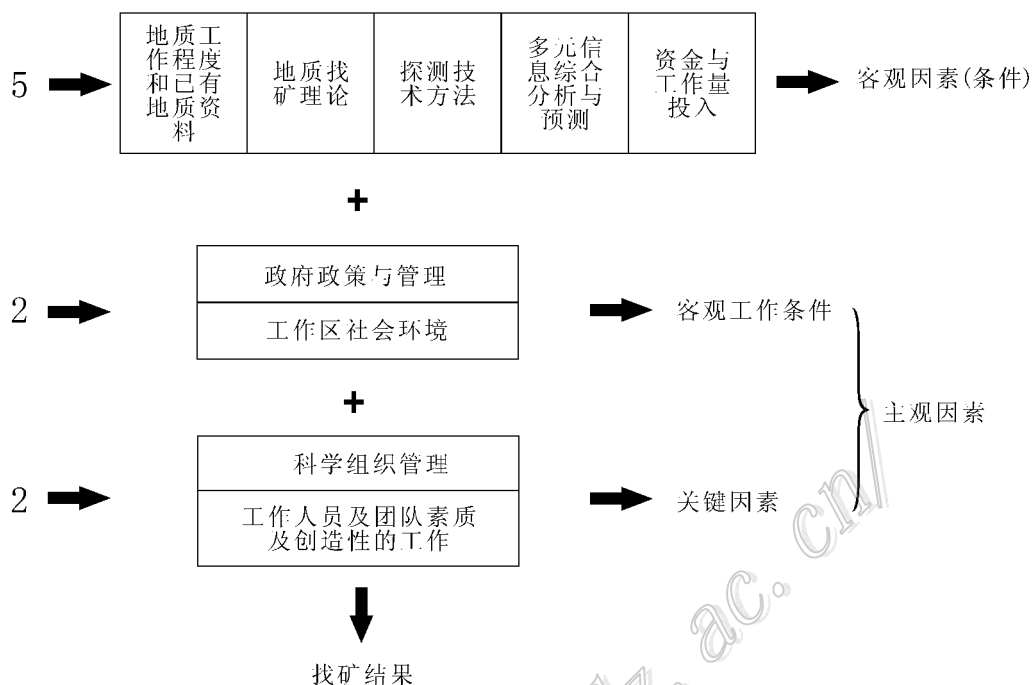 5
地质工
作程度
和已有
地质资
料
地质找
矿理论
探测技
术方法
多元信
息综合
分析与
预测
资金与
工作量
投入
客观因素(条件)
+
2
政府政策与管理
工作区社会环境
客观工作条件
主观因素
+
2
科学组织管理
工作人员及团队素质
及创造性的工作
关键因素
找矿结果
ac. cn/